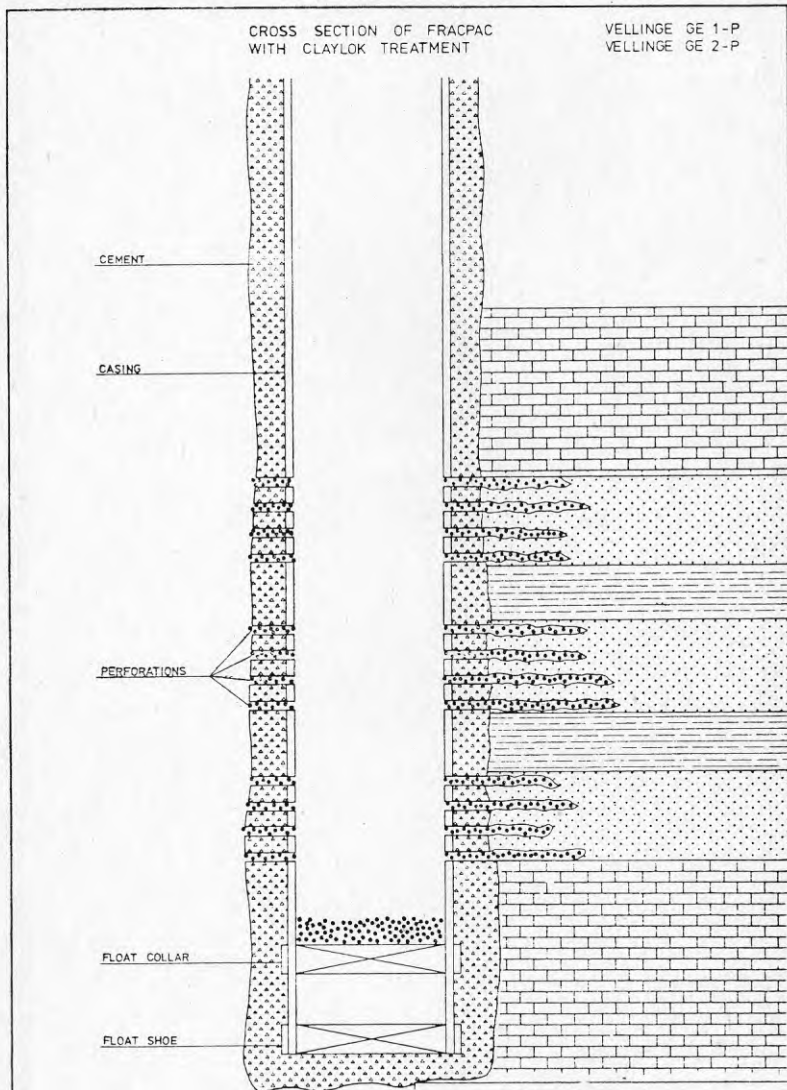 CROSS SECTION OF FRACPAC
WITH CLAYLOK TREATMENT
VELLINGE GE 1-P
VELLINGE GE 2-P
CEMENT
CASING
PERFORATIONS
FLOAT COLLAR
FLOAT SHOE